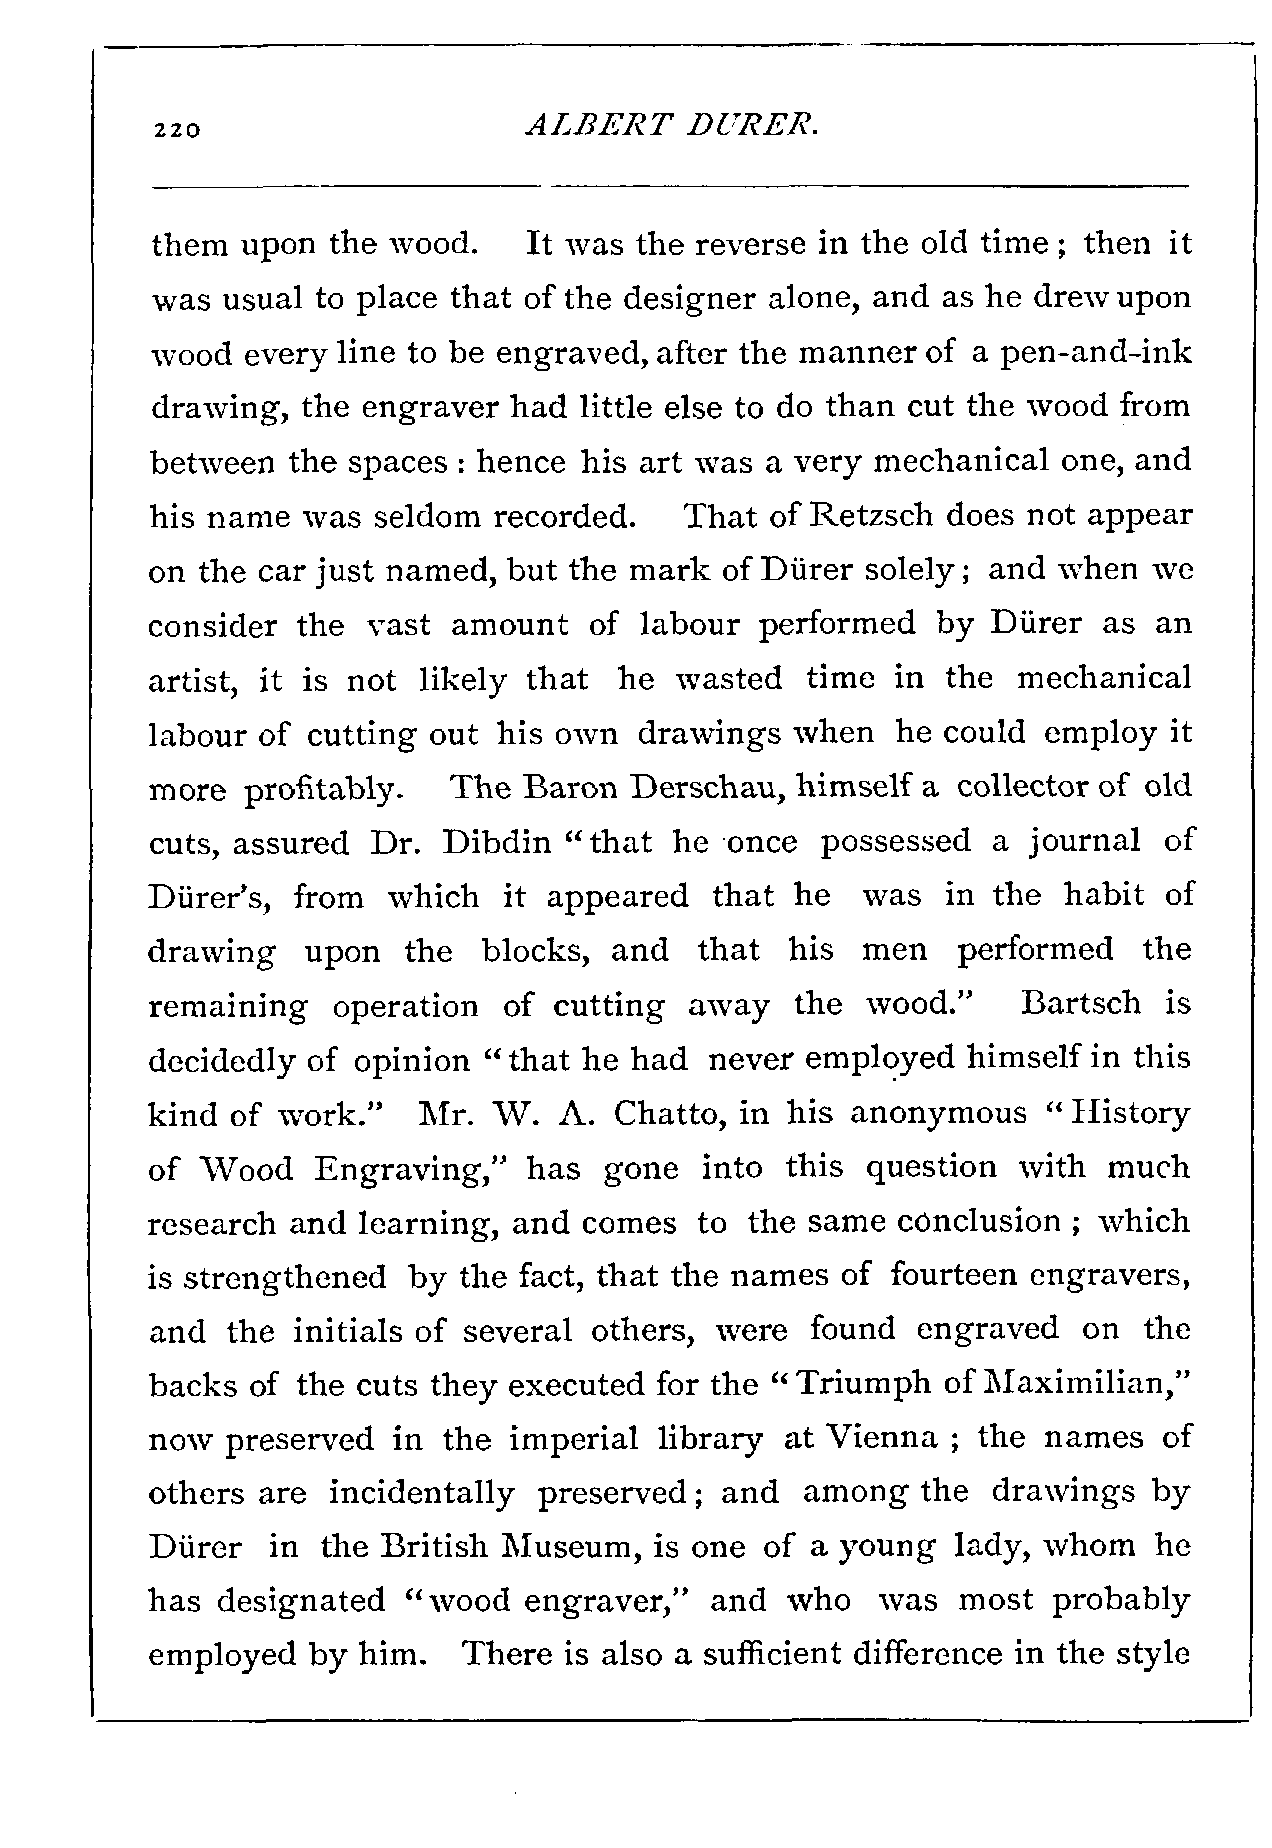 220 ALBERT DURER.
them upon the wood. It was the reverse in the old time ; then it
was usual to place that of the designer alone, and as he drew upon
wood every line to be engraved, after the manner of a pen-and-ink
drawing, the engraver had little else to do than cut the wood from
between the spaces : hence his art was a very mechanical one, and
his name was seldom recorded. That of Retzsch does not appear
on the car just named, but the mark of Dürer solely ; and when we
consider the vast amount of labour performed by Dürer as an
artist, it is not likely that he wasted time in the mechanical
labour of cutting out his own drawings when he could employ it
more profitably. The Baron Derschau, himself a collector of old
cuts, assured Dr. Dibdin “that he once possessed a journal of
Dürer’s, from which it appeared that he was in the habit of
drawing upon the blocks, and that his men performed the
remaining operation of cutting away the wood.” Bartsch is
decidedly of opinion “that he had never employed himself in this
kind of work.” Mr. W. A. Chatto, in his anonymous “History
of Wood Engraving,” has gone into this question with much
research and learning, and comes to the same conclusion ; which
is strengthened by the fact, that the names of fourteen engravers,
and the initials of several others, were found engraved on the
backs of the cuts they executed for the “Triumph of Maximilian,”
now preserved in the imperial library at Vienna ; the names of
others are incidentally preserved ; and among the drawings by
Dürer in the British Museum, is one of a young lady, whom he
has designated “wood engraver,” and who was most probably
employed by him. There is also a sufficient difference in the style